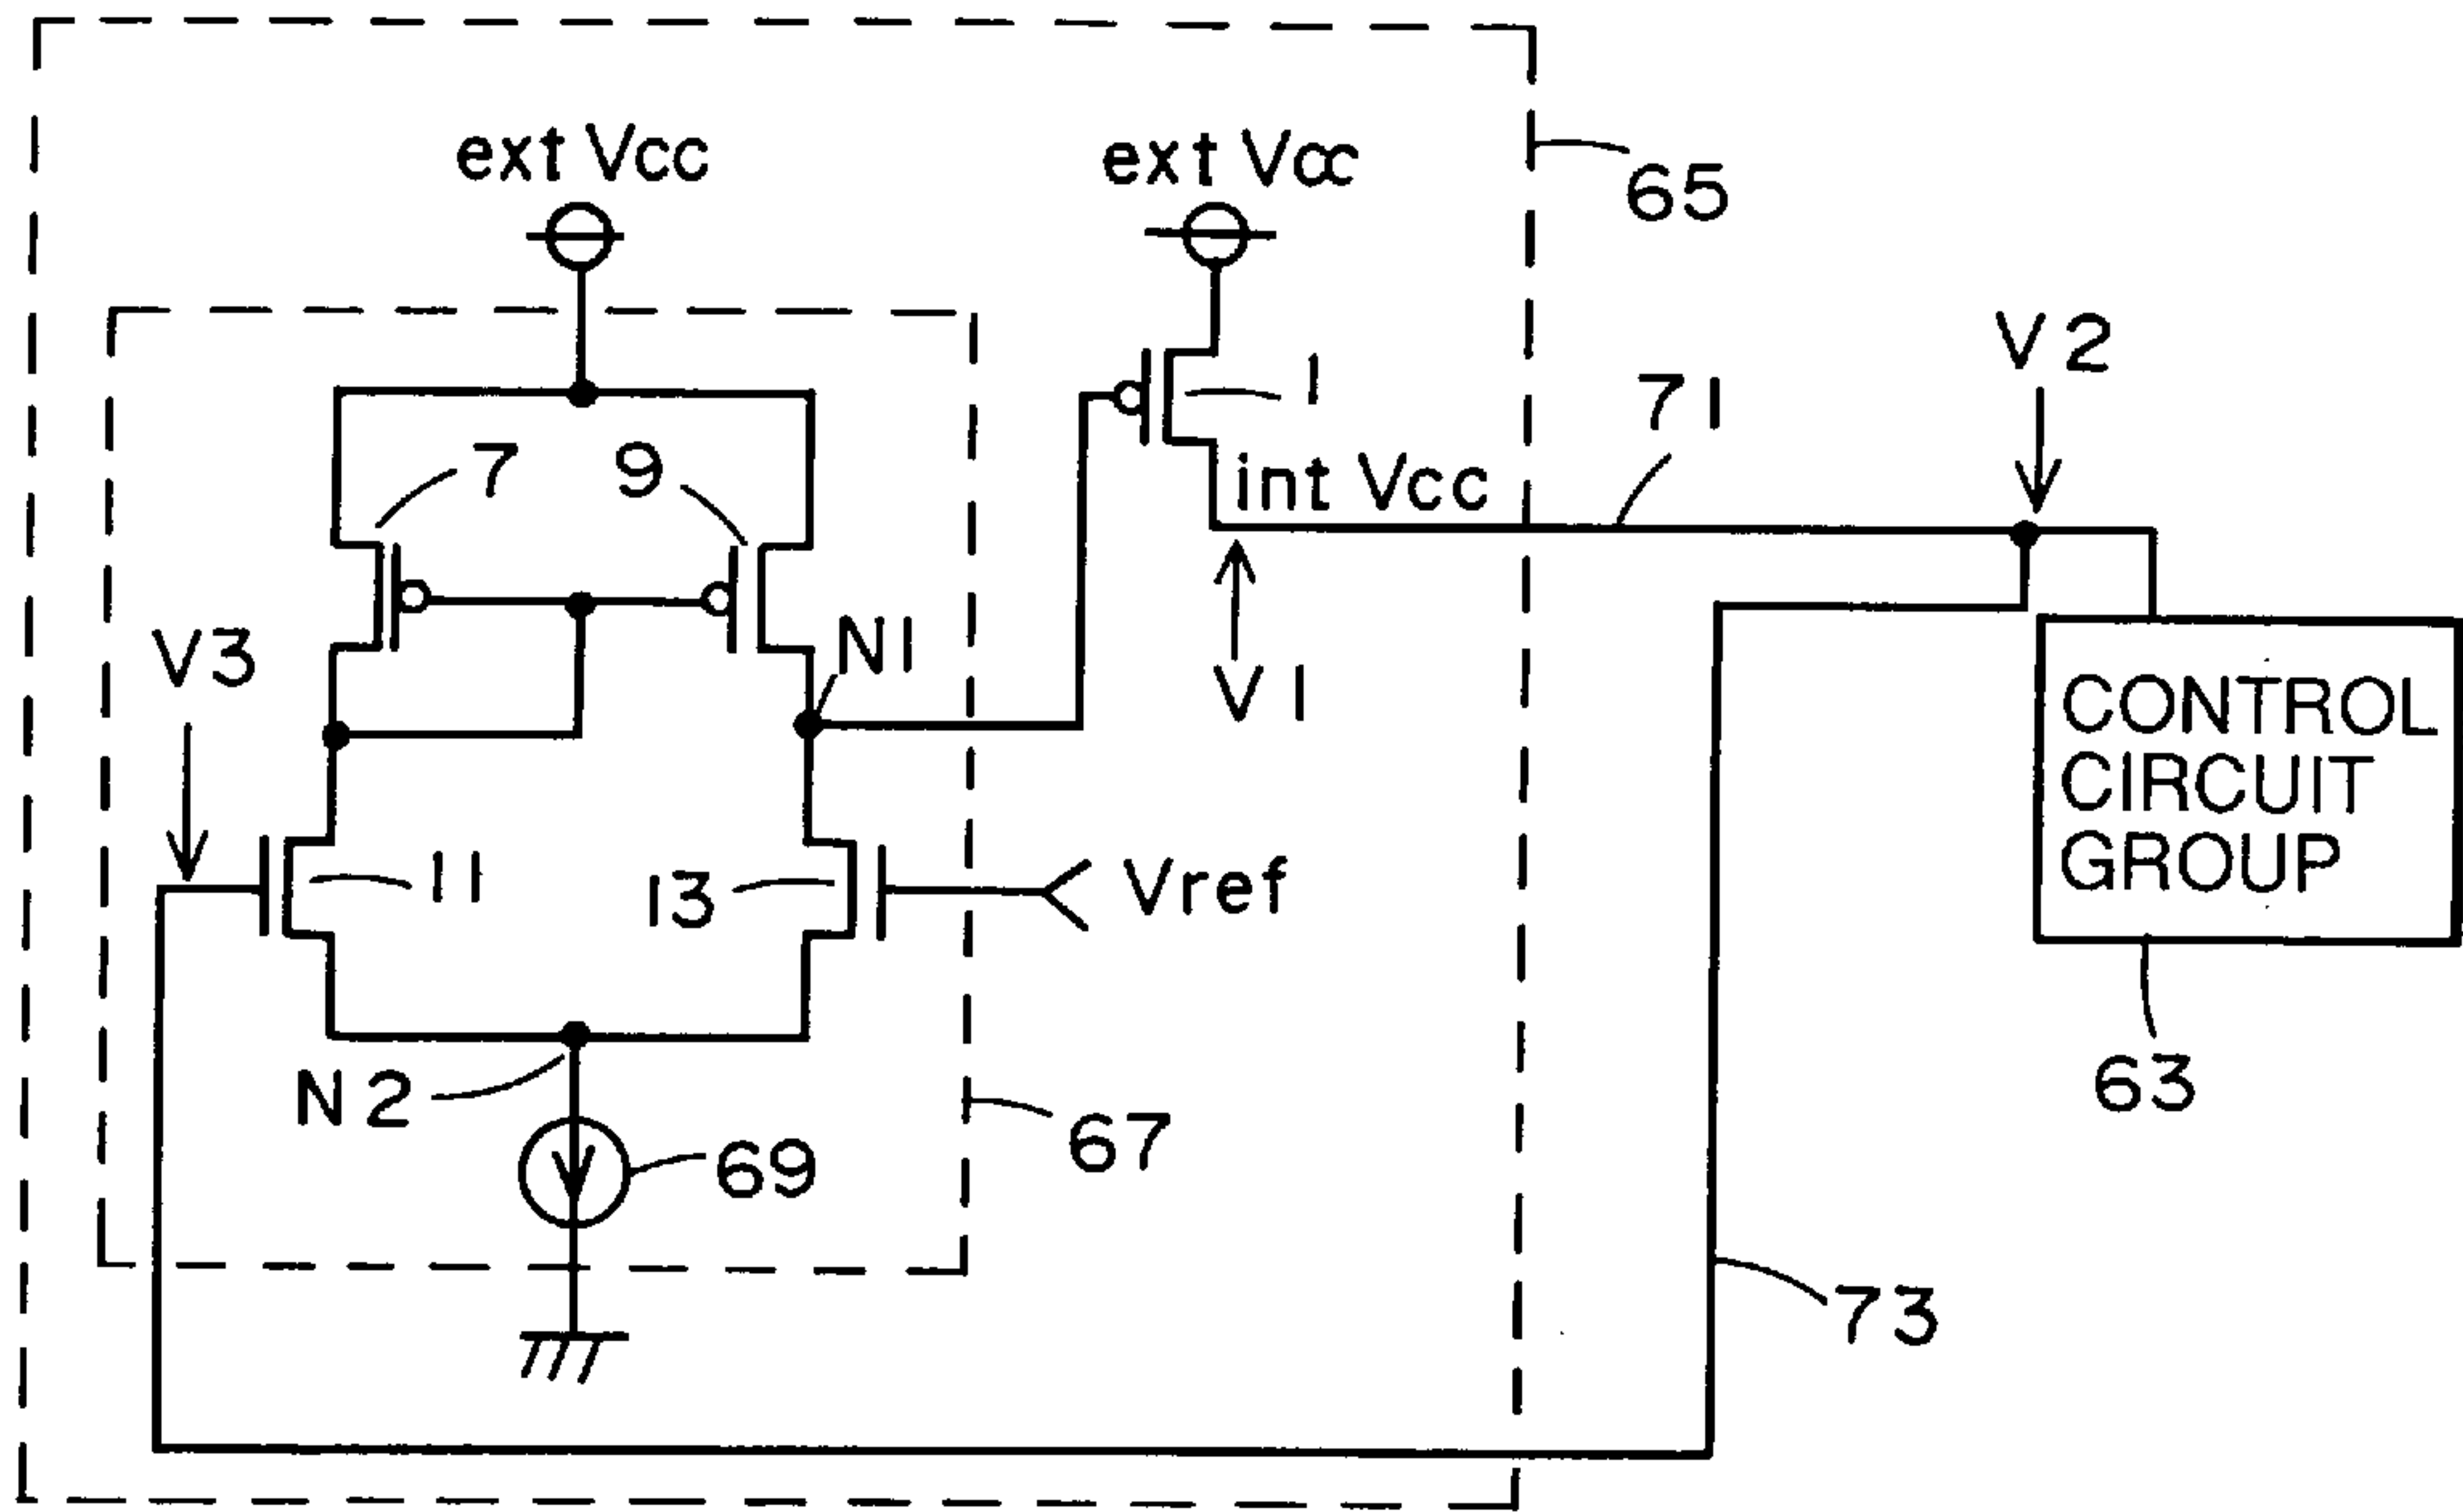 ext Vcc
ext Vcc
65
V2
1
71
7
9
int Vcc
N1
V3
V1
CONTROL
CIRCUIT
GROUP
11
13
Vref
N2
63
67
69
73